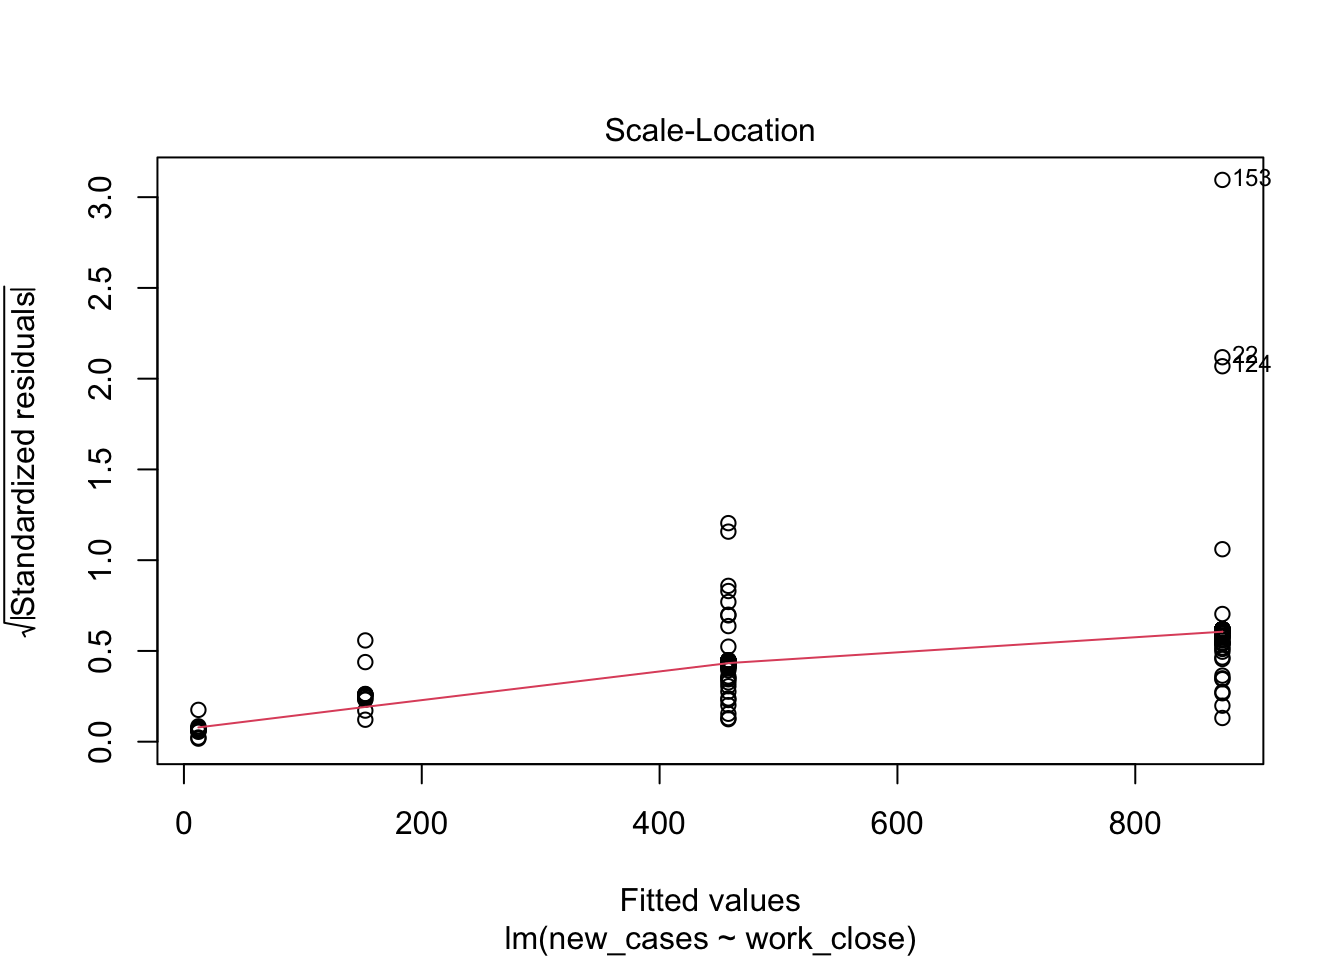 Scale-Location
√|Standardized residuals|
3.0
2.5
2.0
1.5
1.0
0.5
0.0
153
22
124
0 200 400 600 800
Fitted values
lm(new_cases ~ work_close)